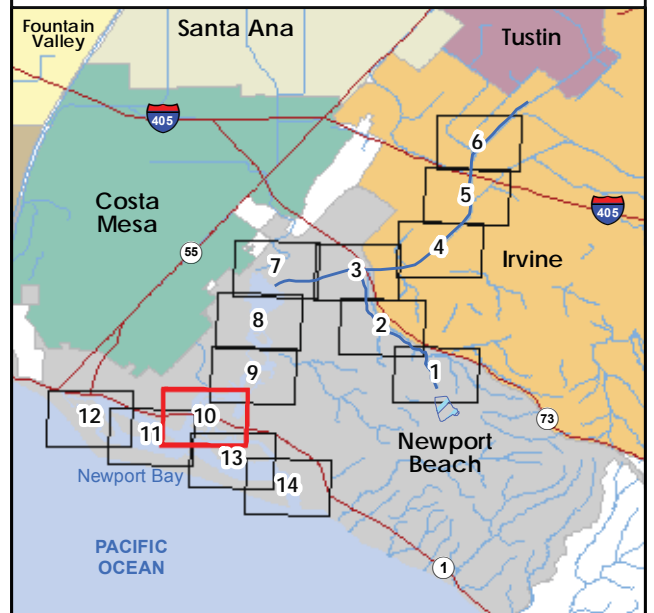 Fountain
Valley
Santa Ana
Tustin
405
6
5
Costa
Mesa
405
55
4
Irvine
7
3
8
2
9
1
73
12
10
11
Newport
Beach
13
Newport Bay
14
PACIFIC
OCEAN
1